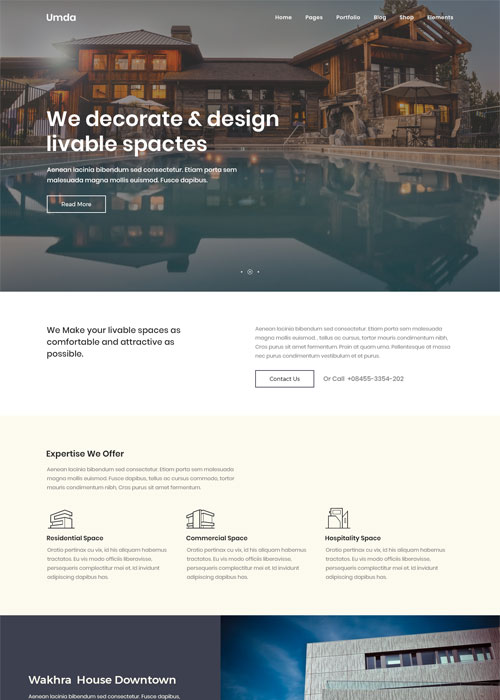 Umda
Home Pages Portfolio Blog Shop Elements
We decorate & design
livable spactes
Aenean lacinia bibendum sed consectetur. Etiam porta sem
malesuada magna mollis euismod. Fusce dapibus.
Read More
We Make your livable spaces as
comfortable and attractive as
possible.
Aenean lacinia bibendum sed consectetur. Etiam porta sem malesuada
magna mollis euismod. , tellus ac cursus, tortor mauris condimentum nibh,
Cras purus sit amet fermentum. Proin et quam urna. Pellentesque at massa
nec purus condimentum vestibulum et et purus.
Contact Us
Or Call +08455-3354-202
Expertise We Offer
Aenean lacinia bibendum sed consectetur. Etiam porta sem malesuada
magna mollis euismod. Fusce dapibus, tellus ac cursus commodo, tortor
mauris condimentum nibh, Cras purus sit amet fermentum.
Residential Space
Oratio pertinax cu vix, id his aliquam habemus
tractatos. Eu vis modo officiis liberavisse,
persequeris complectitur mei et. Id invidunt
adipiscing dapibus has.
Commercial Space
Oratio pertinax cu vix, id his aliquam habemus
tractatos. Eu vis modo officiis liberavisse,
persequeris complectitur mei et. Id invidunt
adipiscing dapibus has.
Hospitality Space
Oratio pertinax cu vix, id his aliquam habemus
tractatos. Eu vis modo officiis liberavisse,
persequeris complectitur mei et. Id invidunt
adipiscing dapibus has.
Wakhra House Downtown
Aenean lacinia bibendum sed consectetur. Etiam porta sem
malesuada magna mollis euismod. Fusce dapibus,